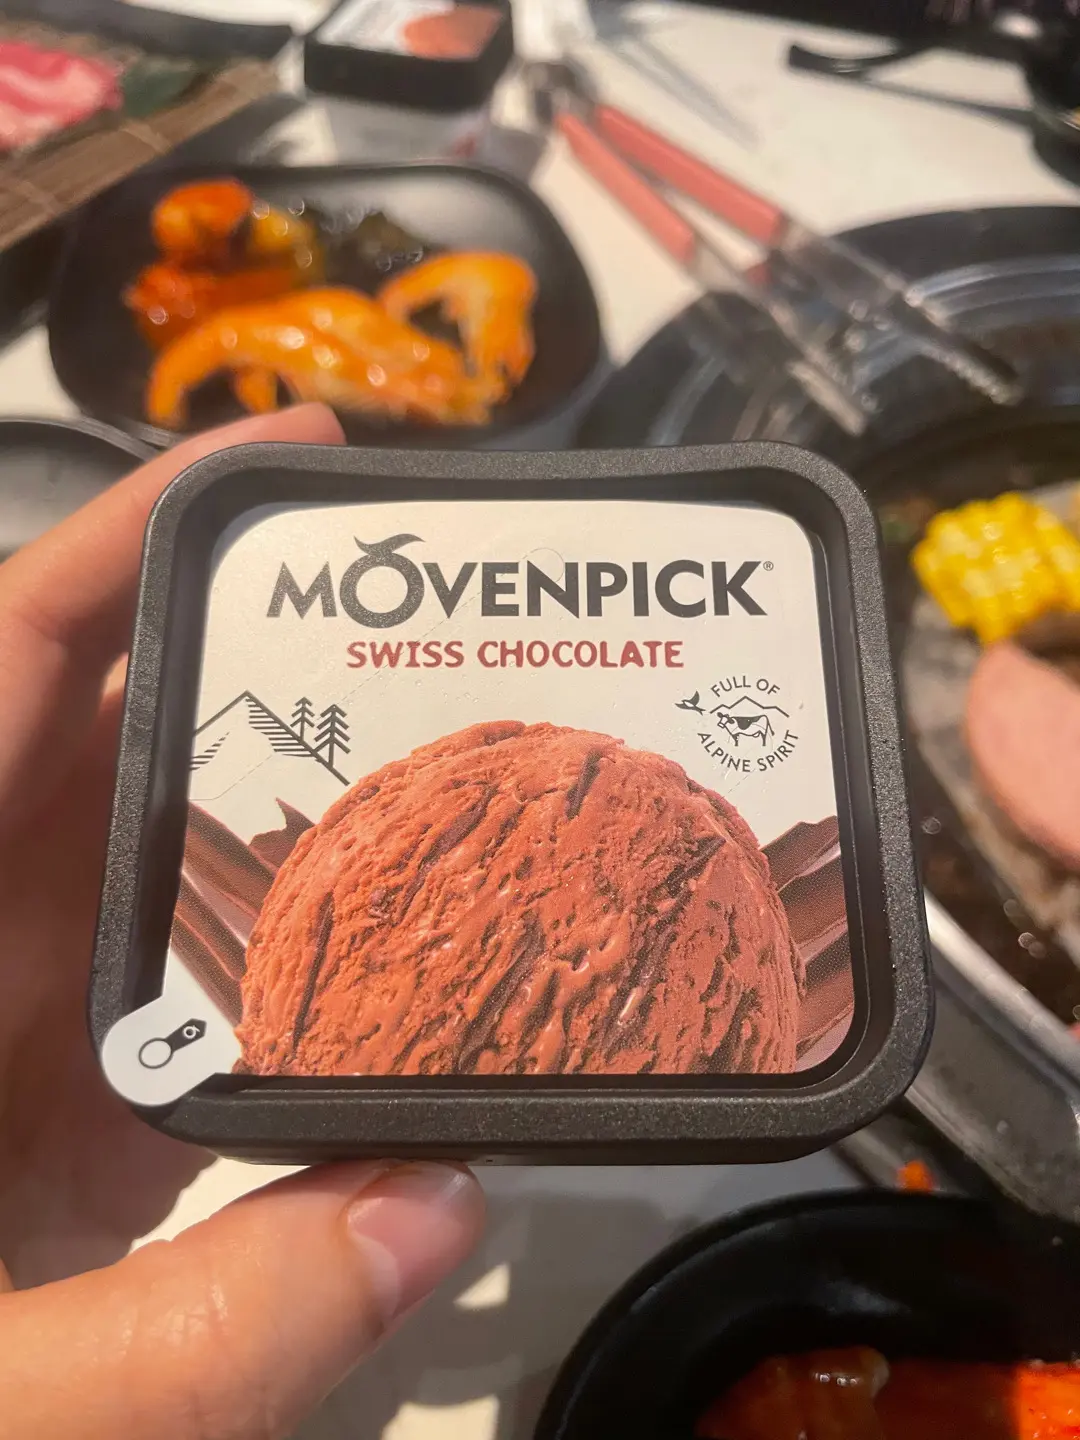 MÖVENPICK®
SWISS CHOCOLATE
FULL OF
ALPINE SPIRIT